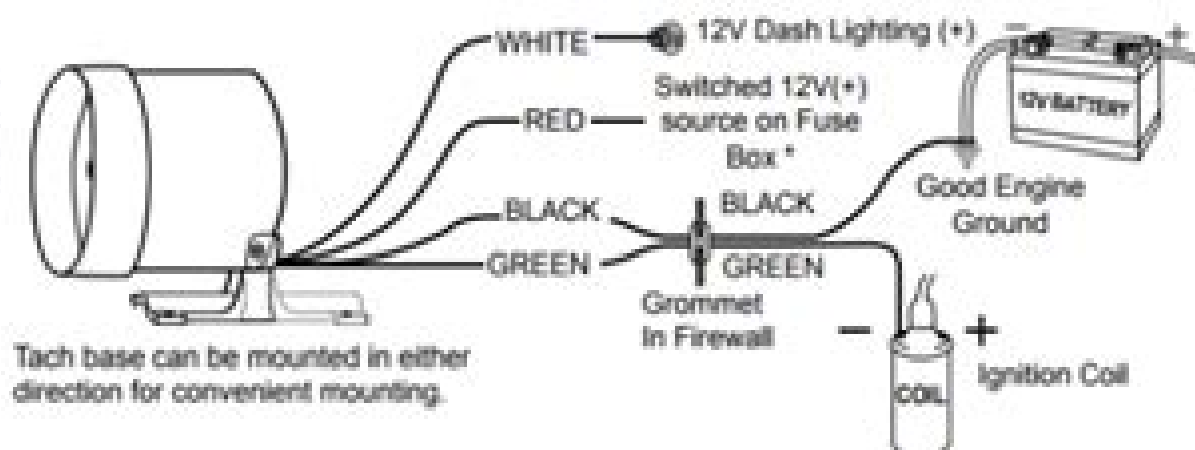 WHITE
12V Dash Lighting (+)
RED
Switched 12V(+)
source on Fuse
Box *
BLACK
GREEN
BLACK
GREEN
Grommet
In Firewall
−
+
12V BATTERY
Good Engine
Ground
−
+
COIL
Ignition Coil
Tach base can be mounted in either
direction for convenient mounting.